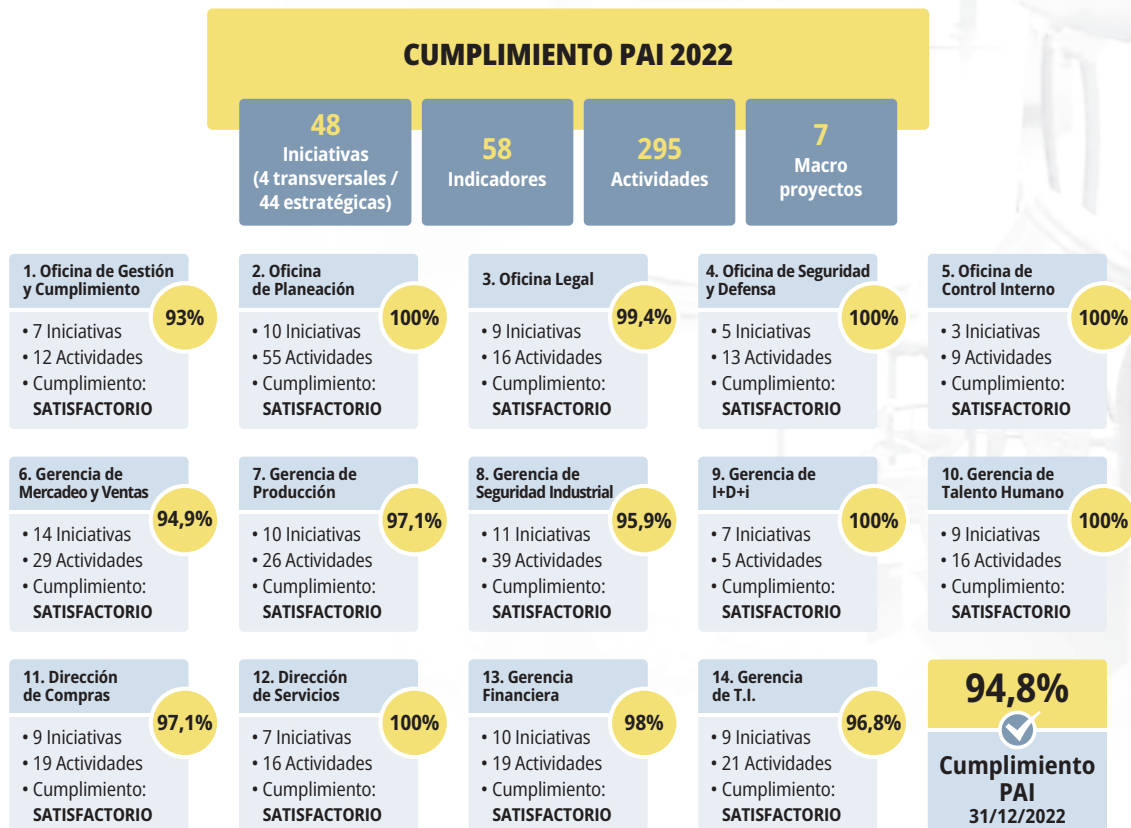 CUMPLIMIENTO PAI 2022
48
Iniciativas
(4 transversales /
44 estratégicas)
58
Indicadores
295
Actividades
7
Macro
proyectos
1. Oficina de Gestión
y Cumplimiento
93%
• 7 Iniciativas
• 12 Actividades
• Cumplimiento:
SATISFACTORIO
2. Oficina
de Planeación
100%
• 10 Iniciativas
• 55 Actividades
• Cumplimiento:
SATISFACTORIO
3. Oficina Legal
99,4%
• 9 Iniciativas
• 16 Actividades
• Cumplimiento:
SATISFACTORIO
4. Oficina de Seguridad
y Defensa
100%
• 5 Iniciativas
• 13 Actividades
• Cumplimiento:
SATISFACTORIO
5. Oficina de
Control Interno
100%
• 3 Iniciativas
• 9 Actividades
• Cumplimiento:
SATISFACTORIO
6. Gerencia de
Mercadeo y Ventas
94,9%
• 14 Iniciativas
• 29 Actividades
• Cumplimiento:
SATISFACTORIO
7. Gerencia de
Producción
97,1%
• 10 Iniciativas
• 26 Actividades
• Cumplimiento:
SATISFACTORIO
8. Gerencia de
Seguridad Industrial
95,9%
• 11 Iniciativas
• 39 Actividades
• Cumplimiento:
SATISFACTORIO
9. Gerencia de
I+D+i
100%
• 7 Iniciativas
• 5 Actividades
• Cumplimiento:
SATISFACTORIO
10. Gerencia de
Talento Humano
100%
• 9 Iniciativas
• 16 Actividades
• Cumplimiento:
SATISFACTORIO
11. Dirección
de Compras
97,1%
• 9 Iniciativas
• 19 Actividades
• Cumplimiento:
SATISFACTORIO
12. Dirección
de Servicios
100%
• 7 Iniciativas
• 16 Actividades
• Cumplimiento:
SATISFACTORIO
13. Gerencia
Financiera
98%
• 10 Iniciativas
• 19 Actividades
• Cumplimiento:
SATISFACTORIO
14. Gerencia
de T.I.
96,8%
• 9 Iniciativas
• 21 Actividades
• Cumplimiento:
SATISFACTORIO
94,8%
Cumplimiento
PAI
31/12/2022